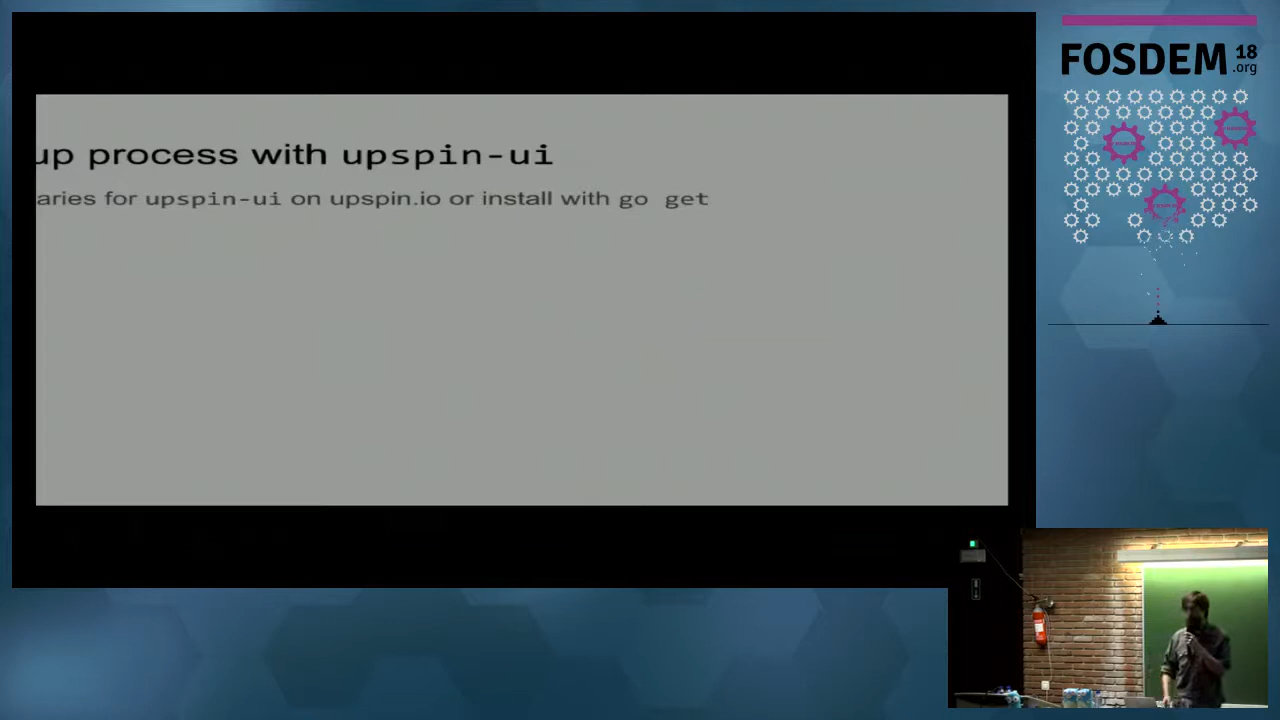 FOSDEM 18
.org
up process with upspin-ui
aries for upspin-ui on upspin.io or install with go get